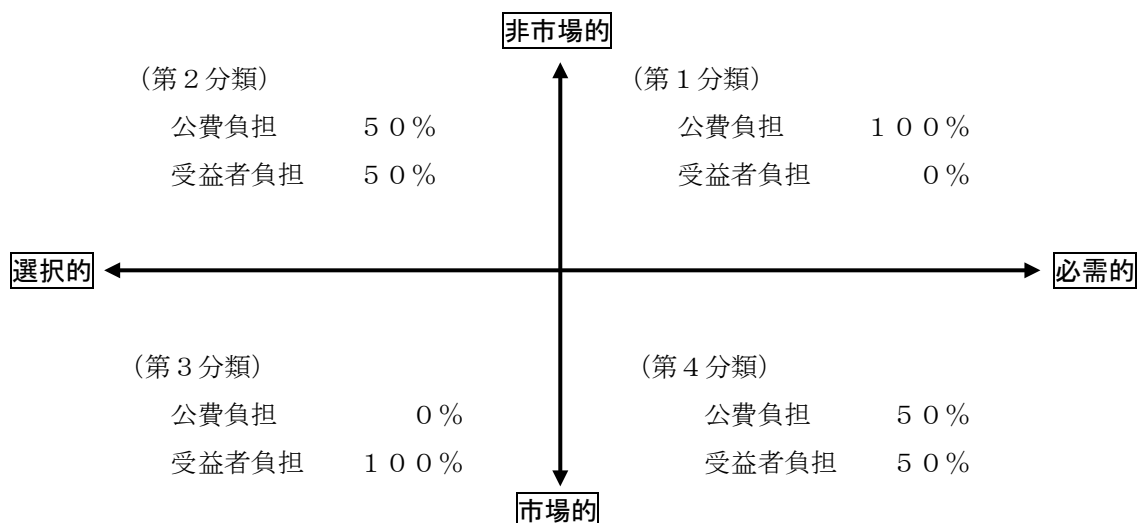 非市場的
(第2分類) (第1分類)
公費負担 50% 公費負担 100%
受益者負担 50% 受益者負担 0%
選択的 必需的
(第3分類) (第4分類)
公費負担 0% 公費負担 50%
受益者負担 100% 受益者負担 50%
市場的